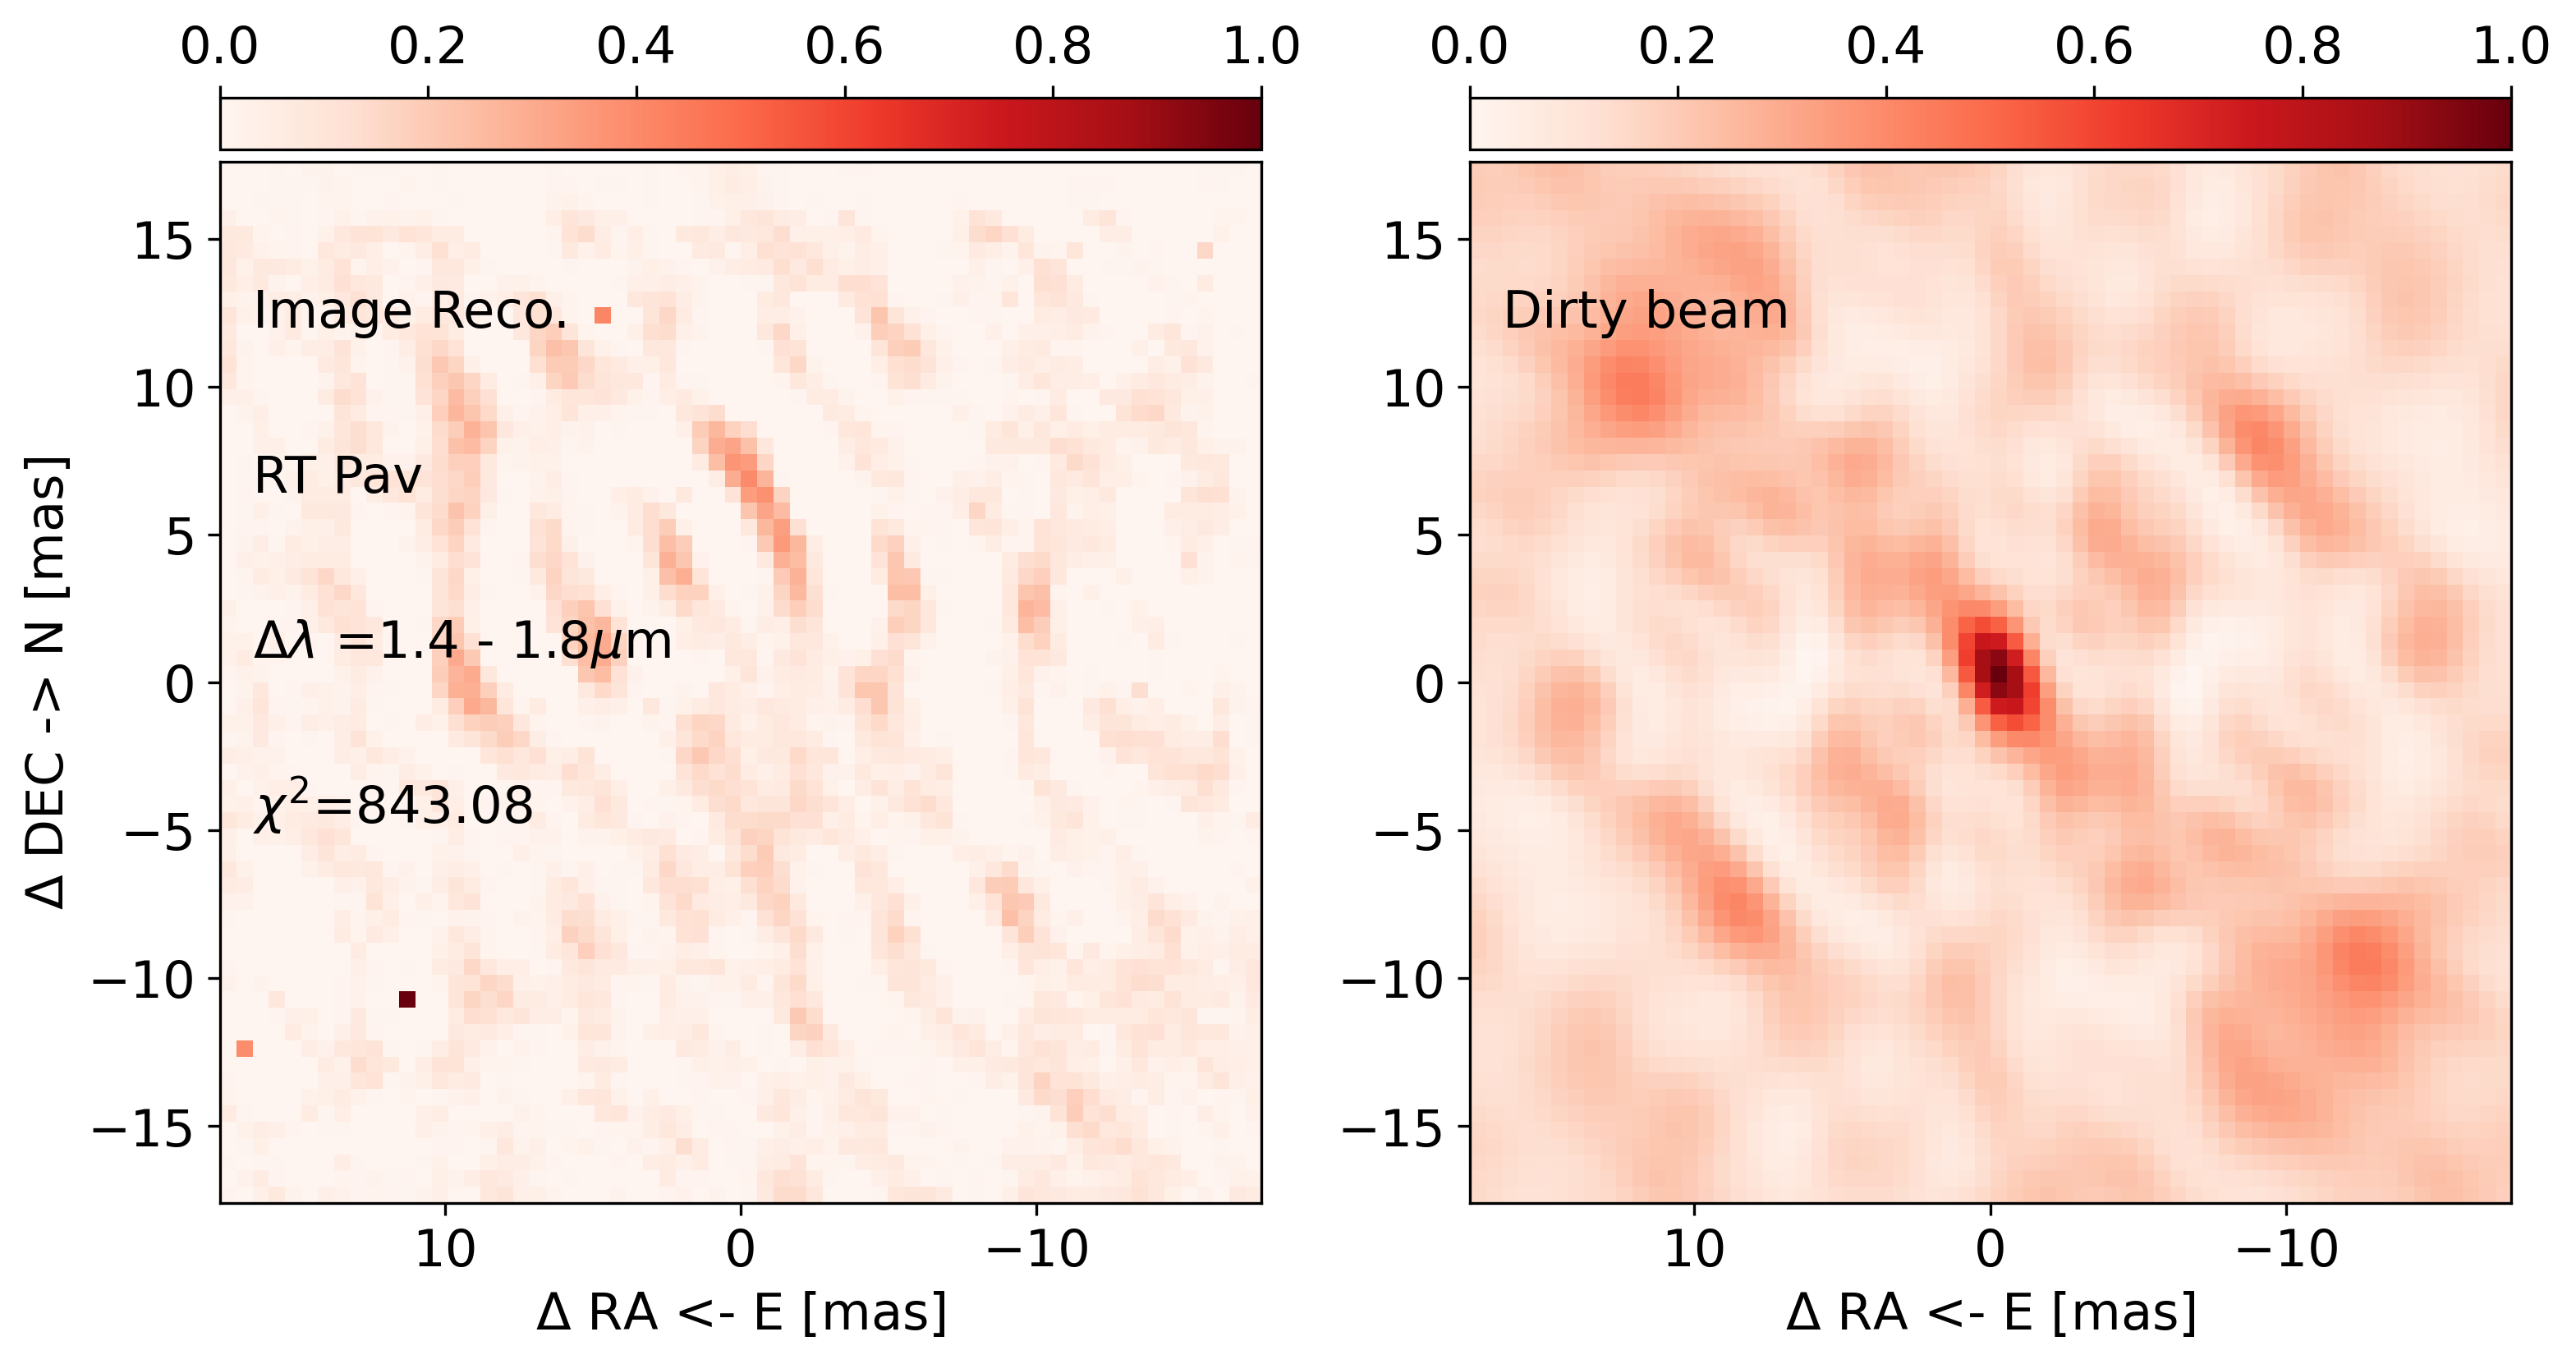 0.0 0.2 0.4 0.6 0.8 1.0
0.0 0.2 0.4 0.6 0.8 1.0
Δ DEC -> N [mas]
15
10
5
0
−5
−10
−15
Image Reco.
RT Pav
Δλ =1.4 - 1.8μm
χ²=843.08
10 0 −10
Δ RA <- E [mas]
15
10
5
0
−5
−10
−15
Dirty beam
10 0 −10
Δ RA <- E [mas]